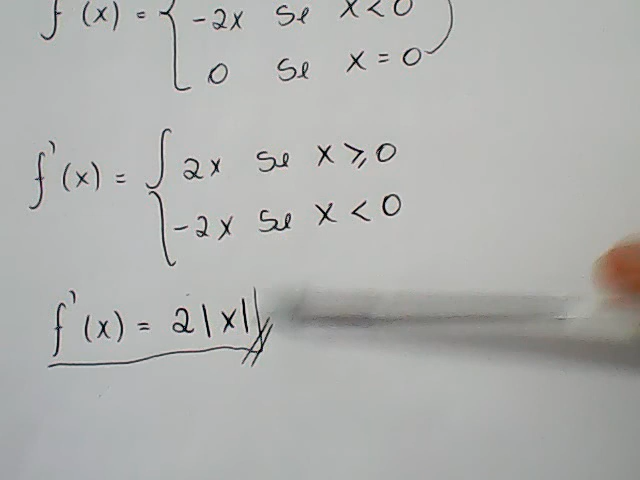 f'(x) = { -2x se x < 0
0 se x = 0
f'(x) = { 2x se x ≥ 0
-2x se x < 0
f'(x) = 2|x|